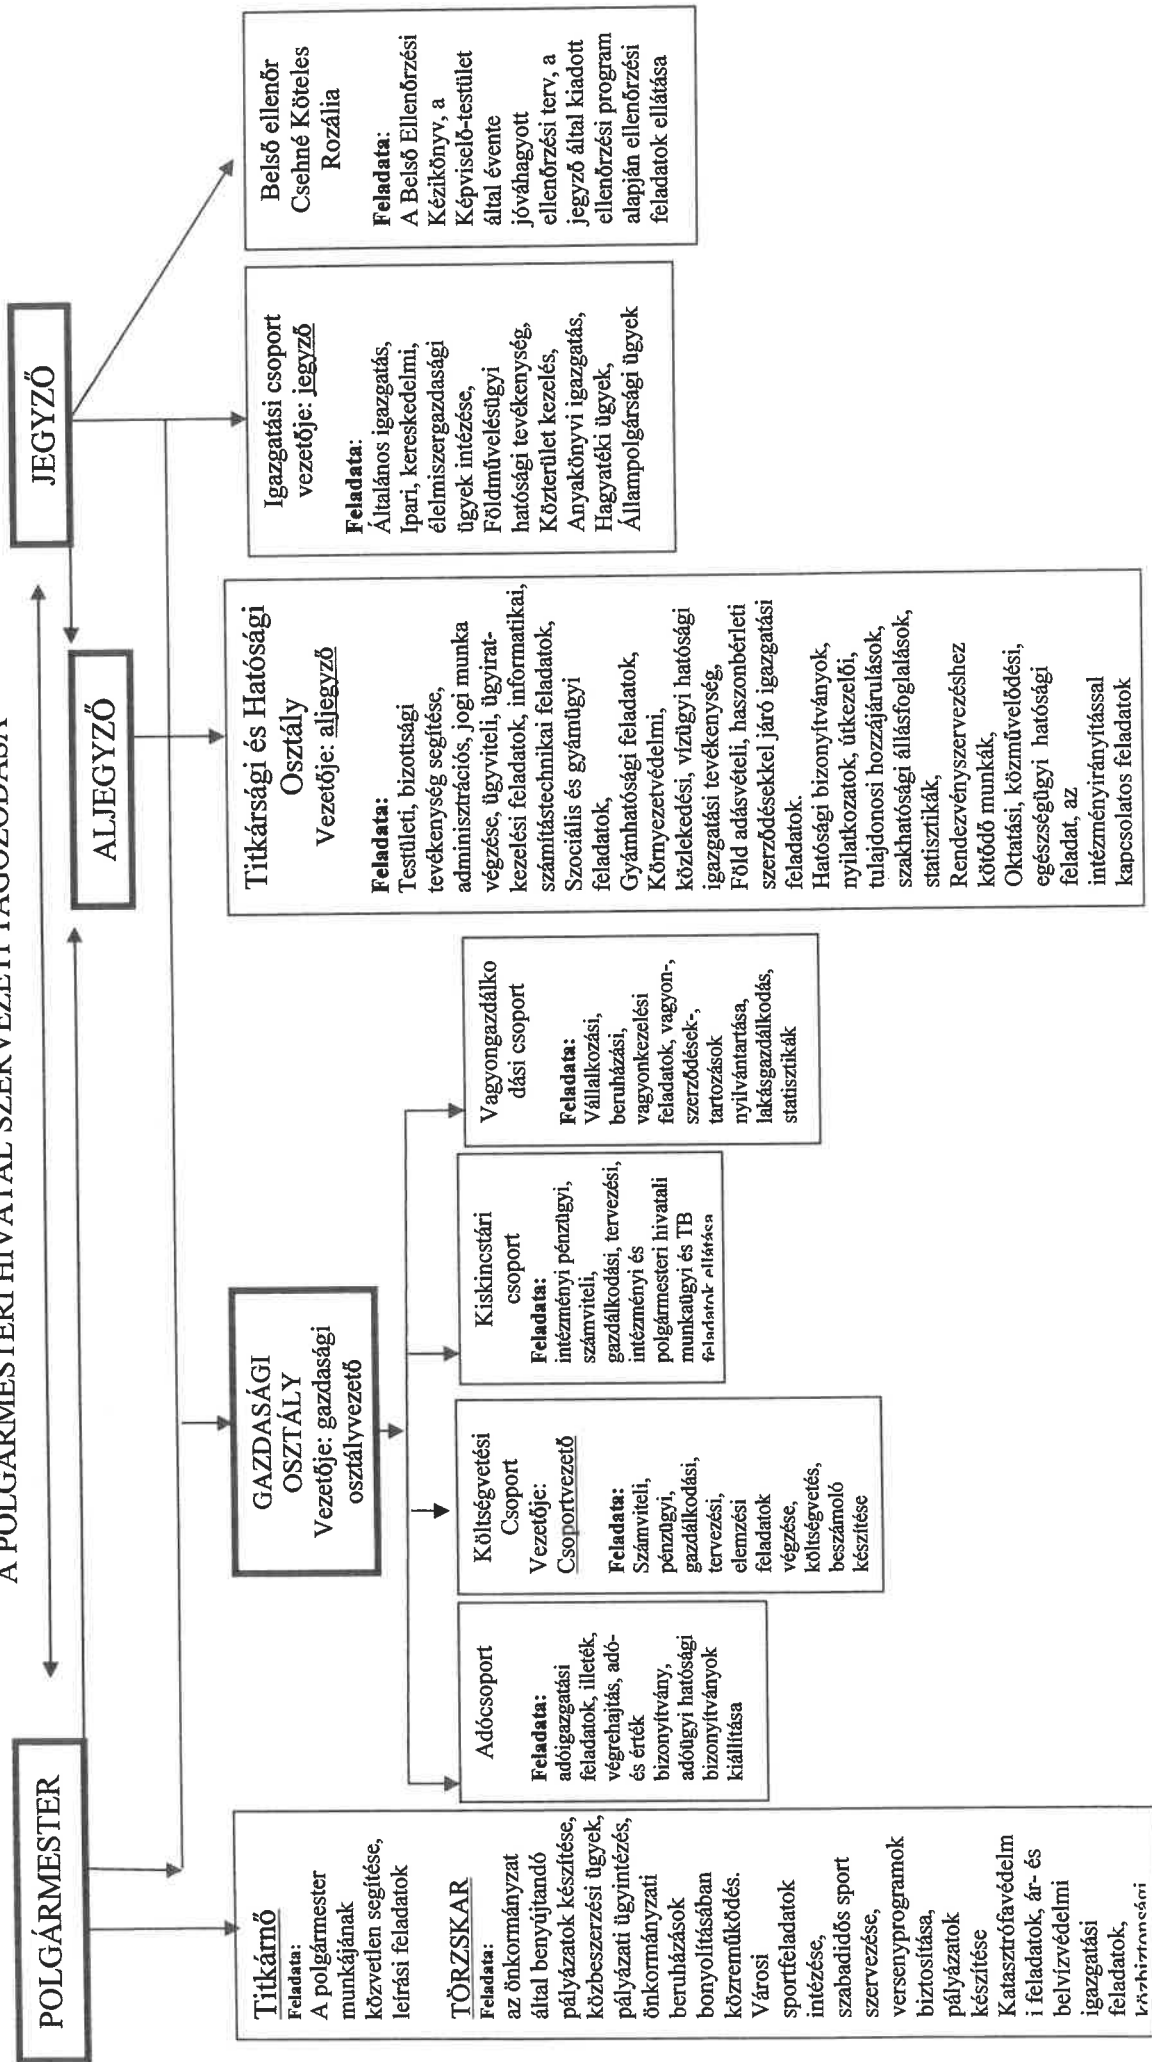 A POLGÁRMESTERI HIVATAL SZERVEZETI TAGOZÓDÁSA
POLGÁRMESTER
JEGYZŐ
ALJEGYZŐ
Titkárnő
Feladata:
A polgármester
munkájának
közvetlen segítése,
leírási feladatok
TÖRZSKAR
Feladata:
az önkormányzat
által benyújtandó
pályázatok készítése,
közbeszerzési ügyek,
pályázati ügyintézés,
önkormányzati
beruházások
bonyolításában
közreműködés.
Városi
sportfeladatok
intézése,
szabadidős sport
szervezése,
versenyprogramok
biztosítása,
pályázatok
készítése
Katasztrófavédelm
i feladatok, ár- és
belvízvédelmi
igazgatási
feladatok,
közbiztonsági
GAZDASÁGI
OSZTÁLY
Vezetője: gazdasági
osztályvezető
Adócsoport
Feladata:
adóigazgatási
feladatok, illeték,
végrehajtás, adó-
és érték
bizonyítvány,
adóügyi hatósági
bizonyítványok
kiállítása
Költségvetési
Csoport
Vezetője:
Csoportvezető
Feladata:
Számviteli,
pénzügyi,
gazdálkodási,
tervezési,
elemzési
feladatok
végzése,
költségvetés,
beszámoló
készítése
Kiskincstári
csoport
Feladata:
intézményi pénzügyi,
számviteli,
gazdálkodási, tervezési,
intézményi és
polgármesteri hivatali
munkaügyi és TB
feladatok ellátása
Vagyongazdálko
dási csoport
Feladata:
Vállalkozási,
beruházási,
vagyonkezelési
feladatok, vagyon-,
szerződések-,
tartozások
nyilvántartása,
lakásgazdálkodás,
statisztikák
Titkársági és Hatósági
Osztály
Vezetője: aljegyző
Feladata:
Testületi, bizottsági
tevékenység segítése,
adminisztrációs, jogi munka
végzése, ügyviteli, ügyirat-
kezelési feladatok, informatikai,
számítástechnikai feladatok,
Szociális és gyámügyi
feladatok,
Gyámhatósági feladatok,
Környezetvédelmi,
közlekedési, vízügyi hatósági
igazgatási tevékenység,
Föld adásvételi, haszonbérleti
szerződésekkel járó igazgatási
feladatok.
Hatósági bizonyítványok,
nyilatkozatok, útkezelői,
tulajdonosi hozzájárulások,
szakhatósági állásfoglalások,
statisztikák,
Rendezvényszervezéshez
kötődő munkák,
Oktatási, közművelődési,
egészségügyi hatósági
feladat, az
intézményirányítással
kapcsolatos feladatok
Igazgatási csoport
vezetője: jegyző
Feladata:
Általános igazgatás,
Ipari, kereskedelmi,
élelmiszergazdasági
ügyek intézése,
Földművelésügyi
hatósági tevékenység,
Közterület kezelés,
Anyakönyvi igazgatás,
Hagyatéki ügyek,
Állampolgársági ügyek
Belső ellenőr
Csehné Köteles
Rozália
Feladata:
A Belső Ellenőrzési
Kézikönyv, a
Képviselő-testület
által évente
jóváhagyott
ellenőrzési terv, a
jegyző által kiadott
ellenőrzési program
alapján ellenőrzési
feladatok ellátása